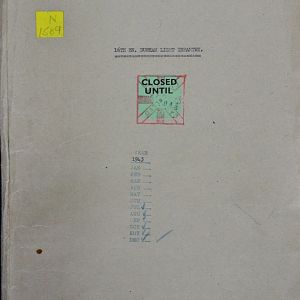 N
1669
16TH BN. DURHAM LIGHT INFANTRY.
CLOSED
UNTIL
YEAR
1943
JAN
FEB
MAR
APR
MAY
JUN
JUL
AUG
SEP
OCT
NOV
DEC